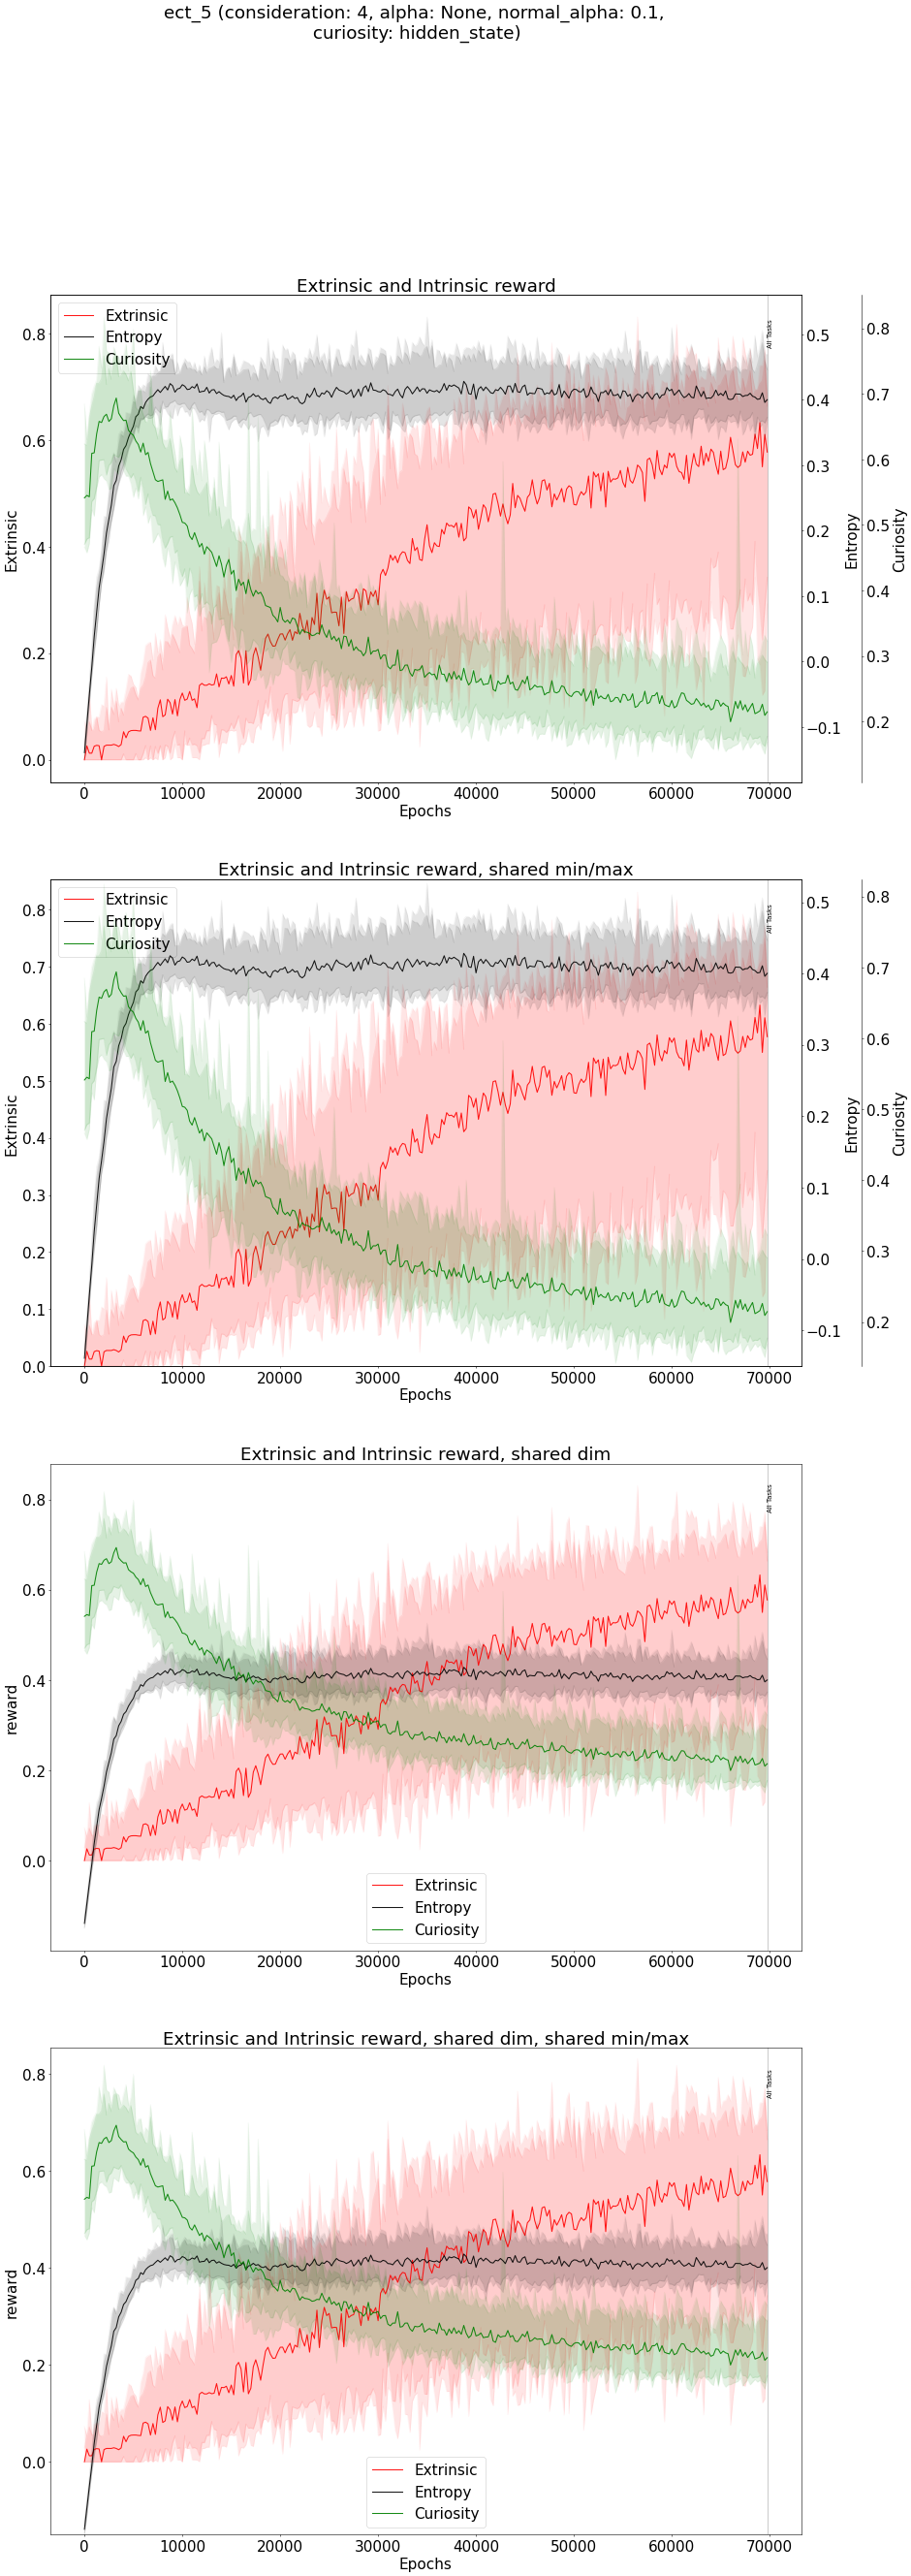 ect_5 (consideration: 4, alpha: None, normal_alpha: 0.1,
curiosity: hidden_state)
Extrinsic and Intrinsic reward
Extrinsic
Entropy
Curiosity
All Tasks
0.8
0.6
0.4
0.2
0.0
Extrinsic
0.5
0.4
0.3
0.2
0.1
0.0
−0.1
Entropy
0.8
0.7
0.6
0.5
0.4
0.3
0.2
Curiosity
0 10000 20000 30000 40000 50000 60000 70000
Epochs
Extrinsic and Intrinsic reward, shared min/max
Extrinsic
Entropy
Curiosity
All Tasks
0.8
0.7
0.6
0.5
0.4
0.3
0.2
0.1
0.0
Extrinsic
0.5
0.4
0.3
0.2
0.1
0.0
−0.1
Entropy
0.8
0.7
0.6
0.5
0.4
0.3
0.2
Curiosity
0 10000 20000 30000 40000 50000 60000 70000
Epochs
Extrinsic and Intrinsic reward, shared dim
All Tasks
0.8
0.6
0.4
0.2
0.0
reward
Extrinsic
Entropy
Curiosity
0 10000 20000 30000 40000 50000 60000 70000
Epochs
Extrinsic and Intrinsic reward, shared dim, shared min/max
All Tasks
0.8
0.6
0.4
0.2
0.0
reward
Extrinsic
Entropy
Curiosity
0 10000 20000 30000 40000 50000 60000 70000
Epochs